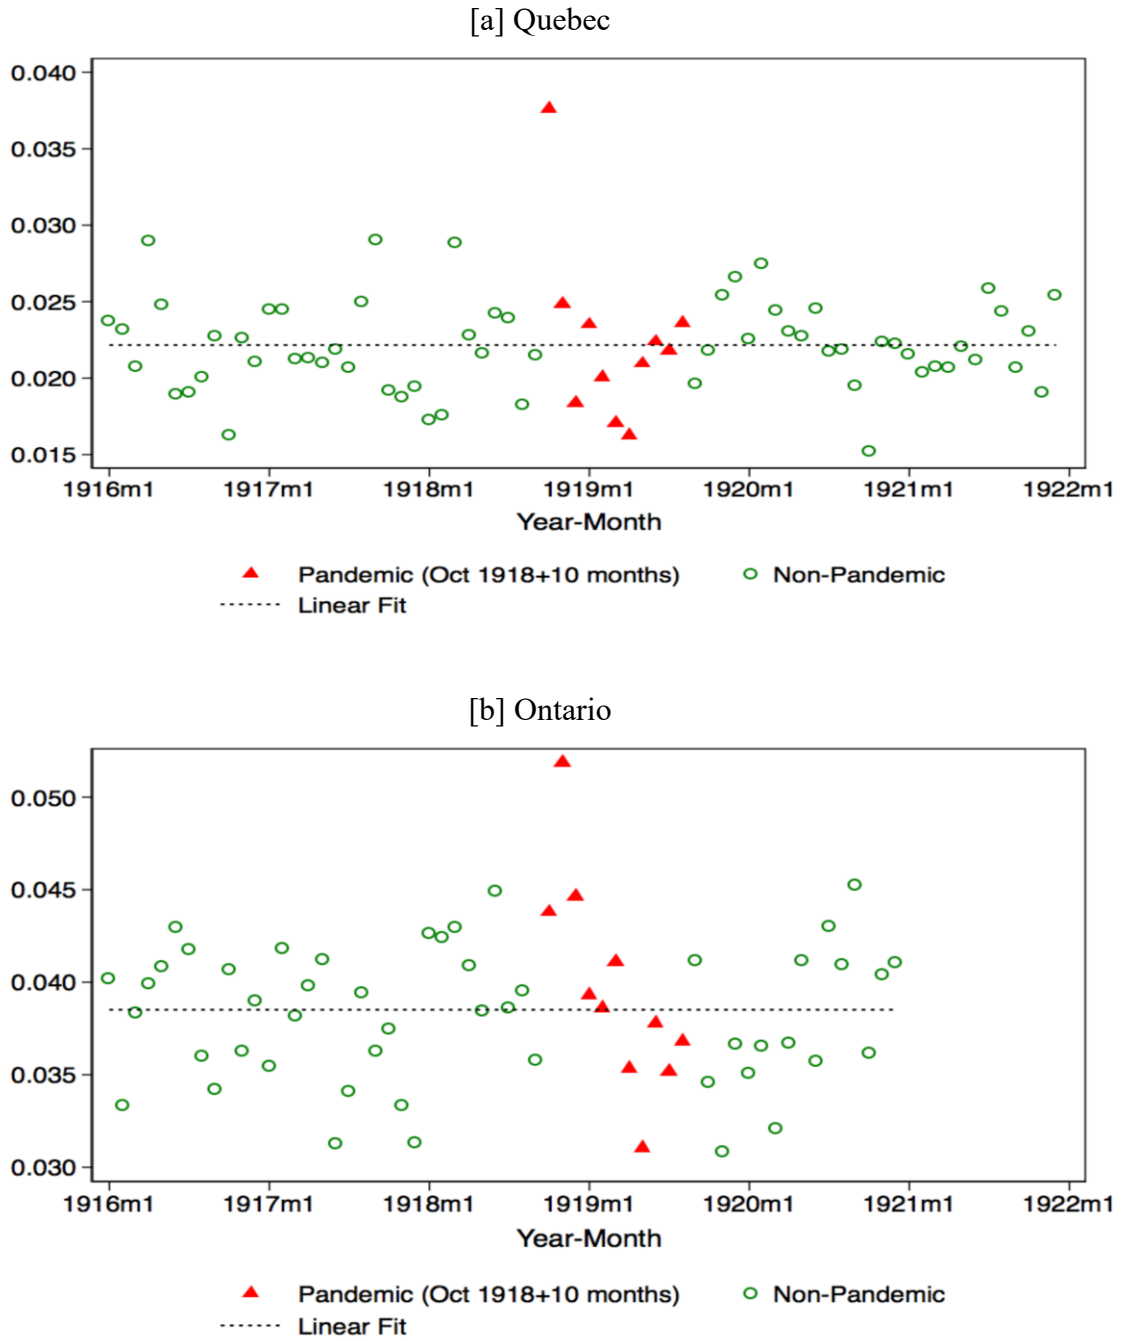 [a] Quebec
0.040
0.035
0.030
0.025
0.020
0.015
1916m1 1917m1 1918m1 1919m1 1920m1 1921m1 1922m1
Year-Month
Pandemic (Oct 1918+10 months) Non-Pandemic
Linear Fit
[b] Ontario
0.050
0.045
0.040
0.035
0.030
1916m1 1917m1 1918m1 1919m1 1920m1 1921m1 1922m1
Year-Month
Pandemic (Oct 1918+10 months) Non-Pandemic
Linear Fit